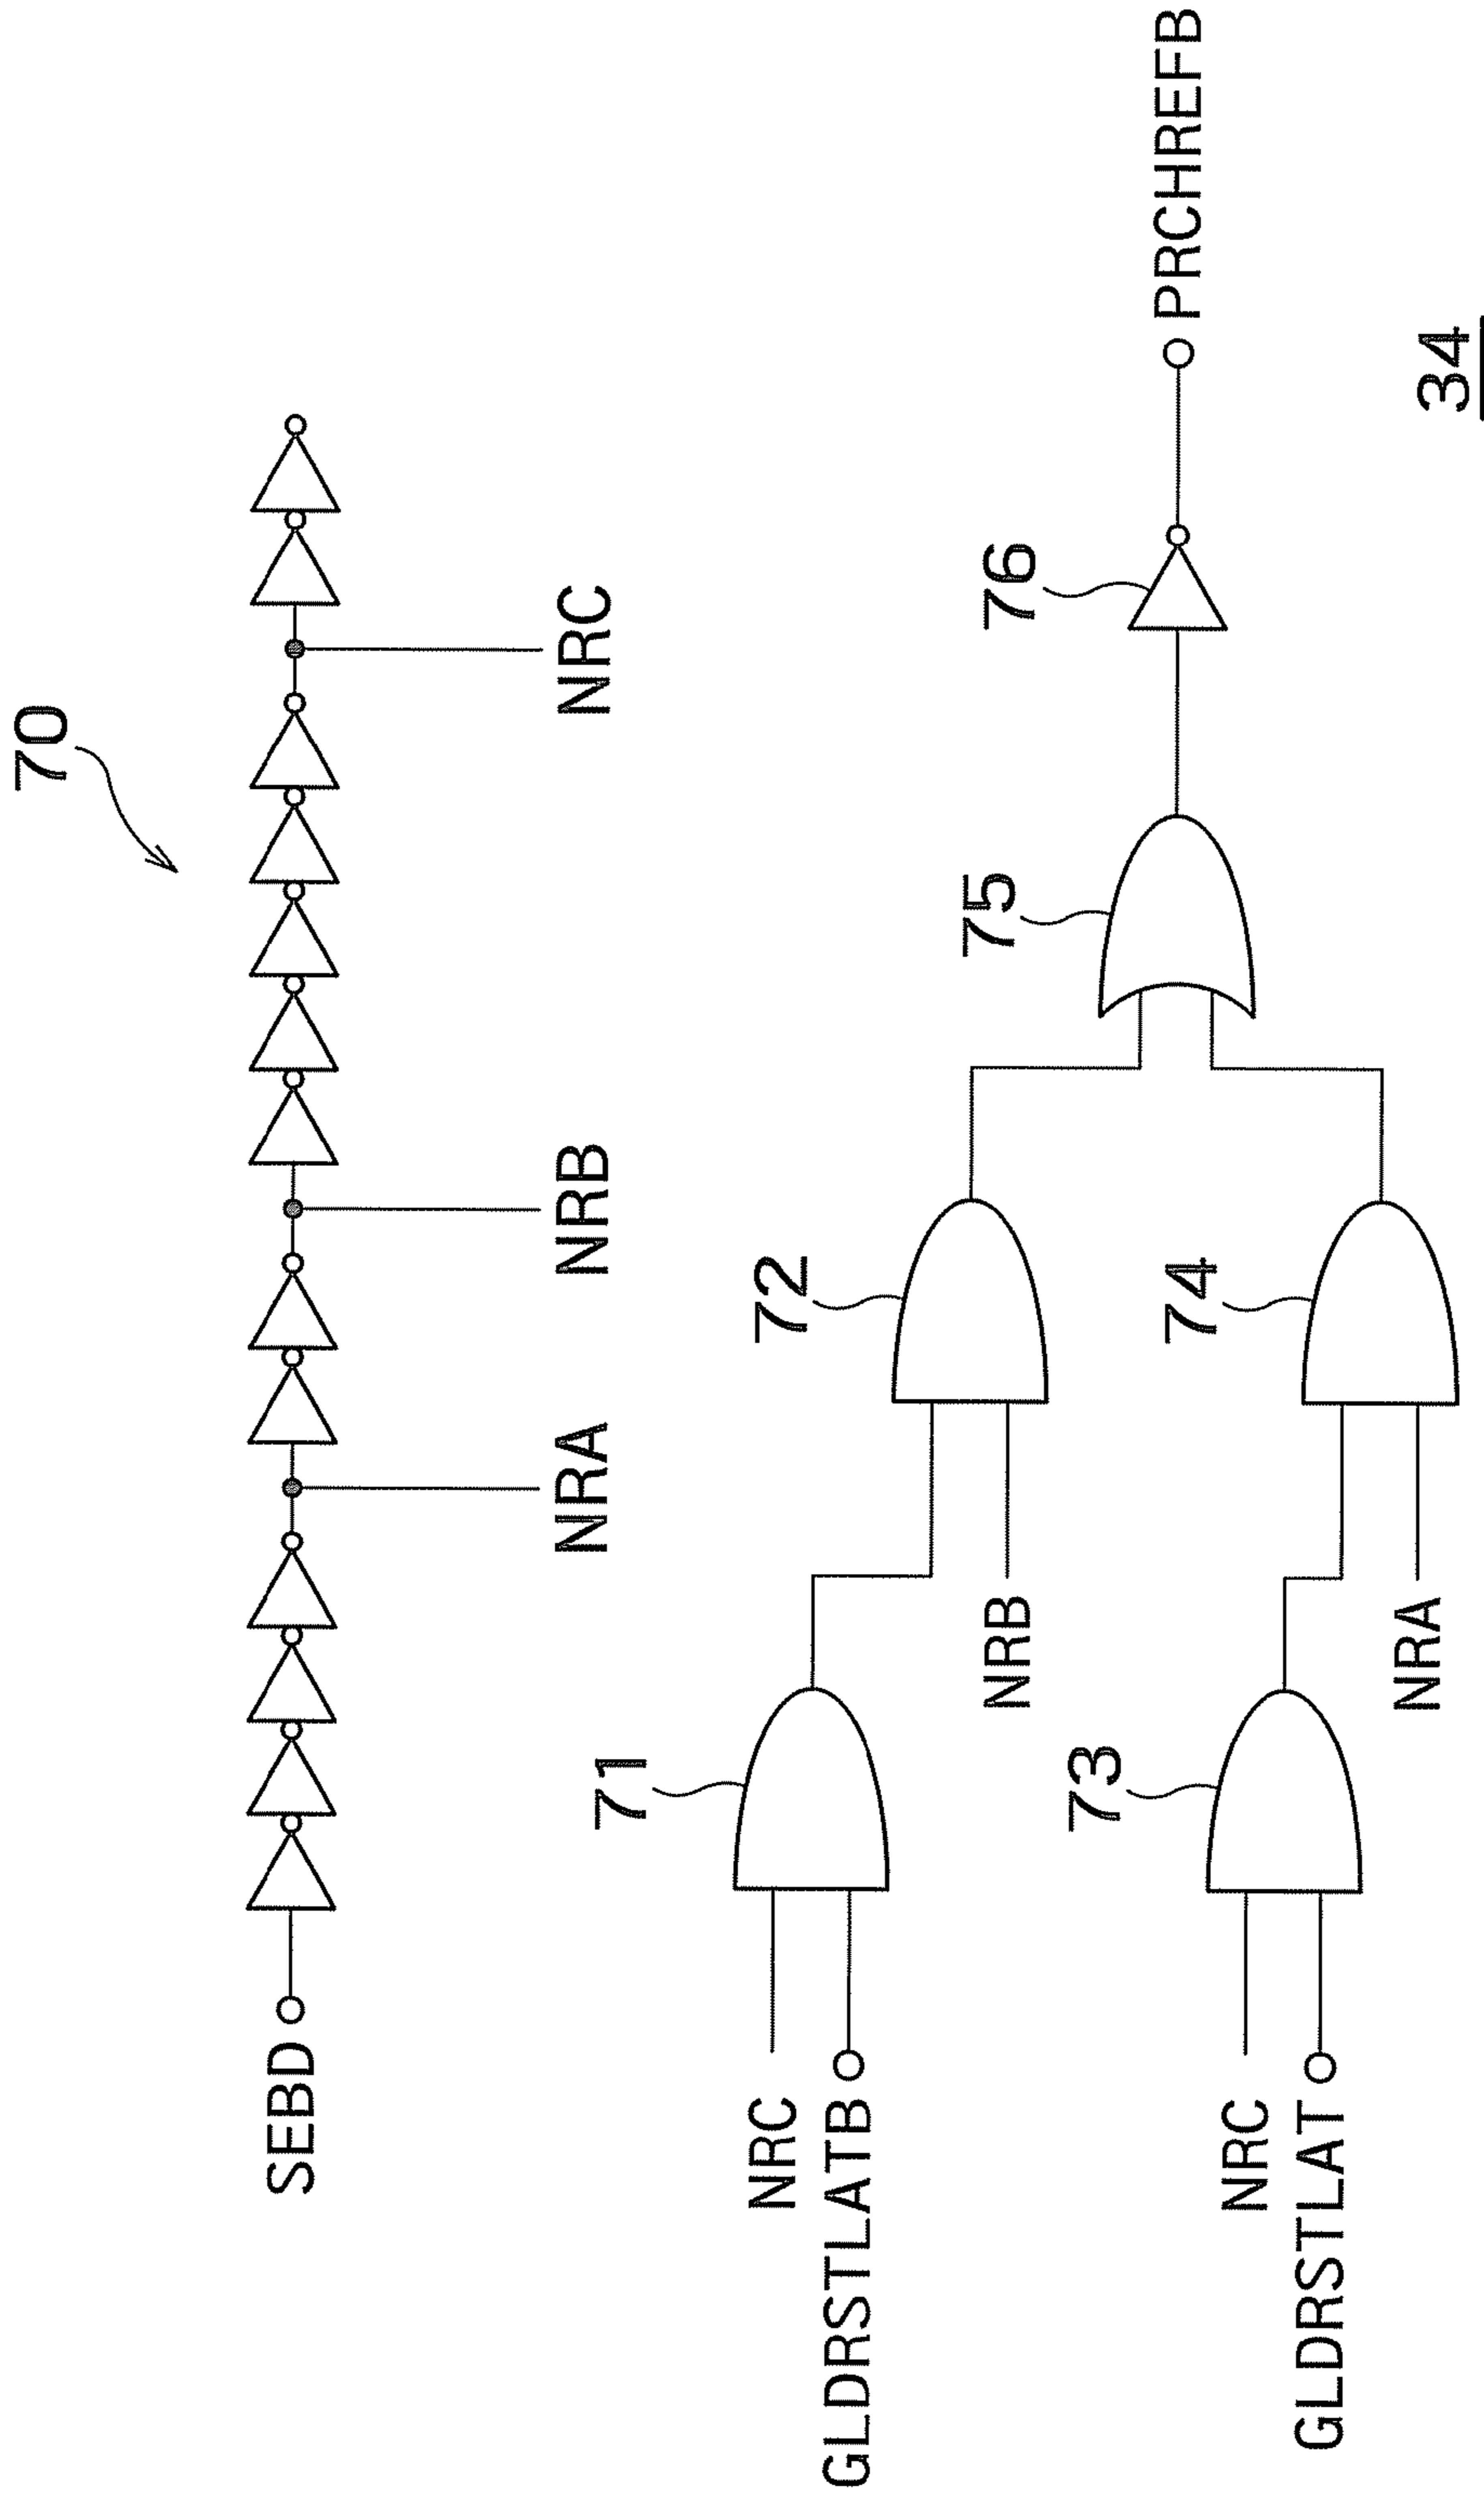 70
SEBD
NRA
NRB
NRC
71
NRC
GLDRSTLATB
72
NRB
73
NRC
GLDRSTLAT
74
NRA
75
76
PRCHREFB
34